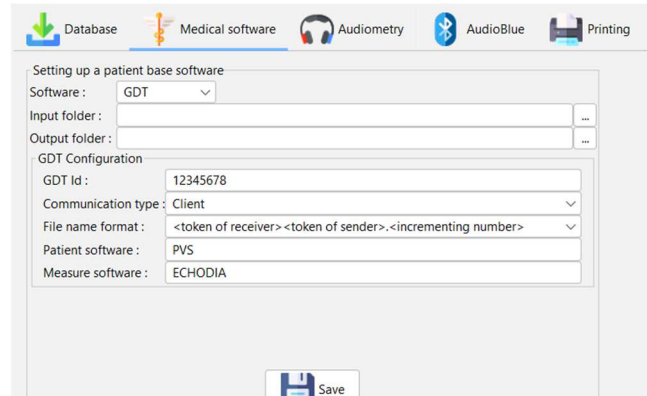 Database Medical software Audiometry AudioBlue Printing
Setting up a patient base software
Software : GDT
Input folder : ...
Output folder : ...
GDT Configuration
GDT Id : 12345678
Communication type : Client
File name format : <token of receiver><token of sender>.<incrementing number>
Patient software : PVS
Measure software : ECHODIA
Save